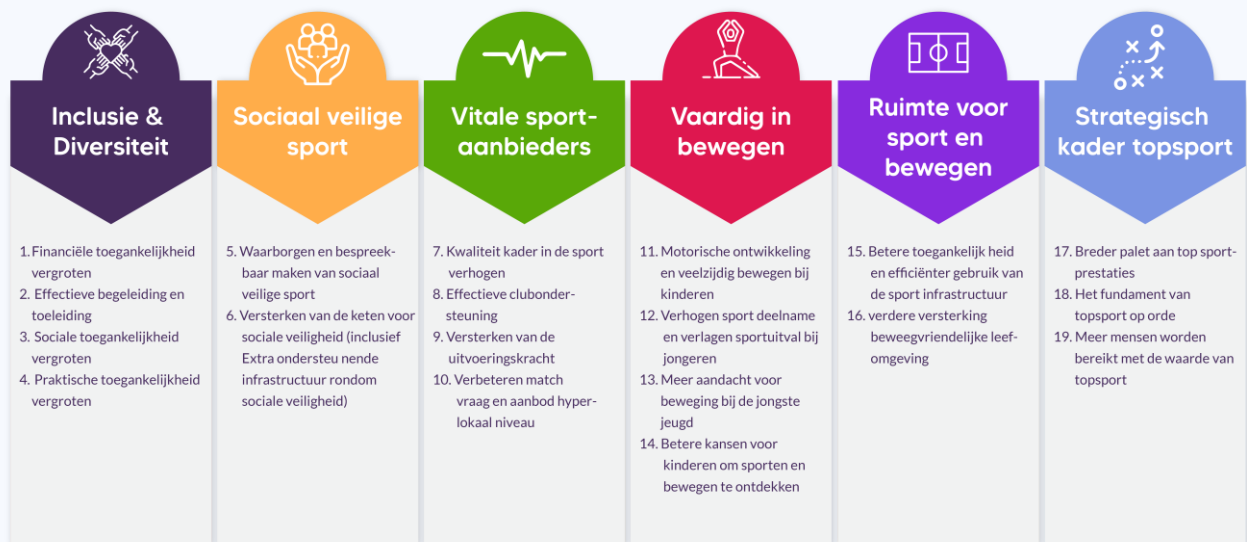 Inclusie &
Diversiteit
1. Financiële toegankelijkheid
vergroten
2. Effectieve begeleiding en
toeleiding
3. Sociale toegankelijkheid
vergroten
4. Praktische toegankelijkheid
vergroten
Sociaal veilige
sport
5. Waarborgen en bespreek-
baar maken van sociaal
veilige sport
6. Versterken van de keten voor
sociale veiligheid (inclusief
Extra ondersteu nende
infrastructuur rondom
sociale veiligheid)
Vitale sport-
aanbieders
7. Kwaliteit kader in de sport
verhogen
8. Effectieve clubonder-
steuning
9. Versterken van de
uitvoeringskracht
10. Verbeteren match
vraag en aanbod hyper-
lokaal niveau
Vaardig in
bewegen
11. Motorische ontwikkeling
en veelzijdig bewegen bij
kinderen
12. Verhogen sport deelname
en verlagen sportuitval bij
jongeren
13. Meer aandacht voor
beweging bij de jongste
jeugd
14. Betere kansen voor
kinderen om sporten en
bewegen te ontdekken
Ruimte voor
sport en
bewegen
15. Betere toegankelijk heid
en efficiënter gebruik van
de sport infrastructuur
16. verdere versterking
beweegvriendelijke leef-
omgeving
Strategisch
kader topsport
17. Breder palet aan top sport-
prestaties
18. Het fundament van
topsport op orde
19. Meer mensen worden
bereikt met de waarde van
topsport